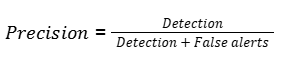 Precision = Detection / Detection + False alerts